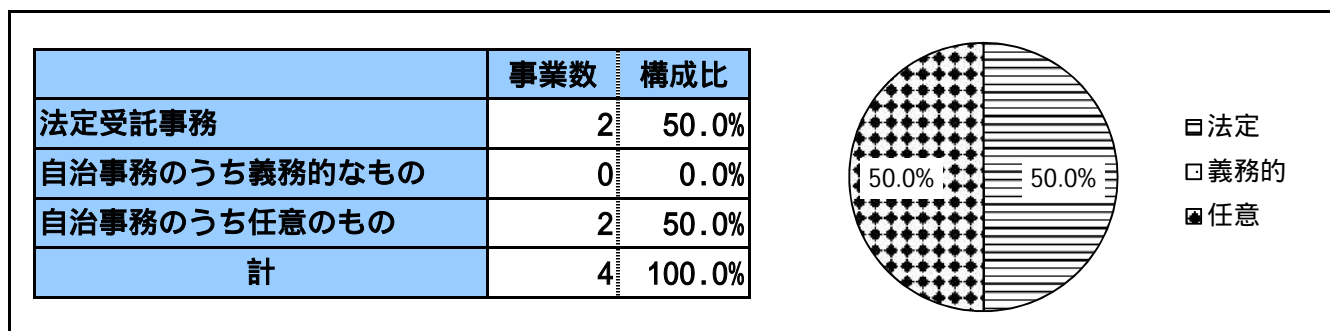 事業数 構成比
法定受託事務 2 50.0%
自治事務のうち義務的なもの 0 0.0%
自治事務のうち任意のもの 2 50.0%
計 4 100.0%
50.0% 50.0%
法定
義務的
任意